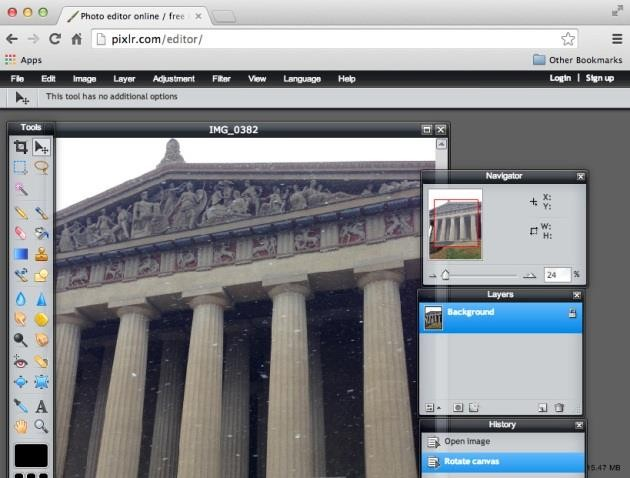 Photo editor online / free
pixlr.com/editor/
Apps
Other Bookmarks
File Edit Image Layer Adjustment Filter View Language Help Login | Sign up
This tool has no additional options
Tools
IMG_0382
Navigator
X:
Y:
W:
H:
24 %
Layers
Background
History
Open image
Rotate canvas
15.47 MB